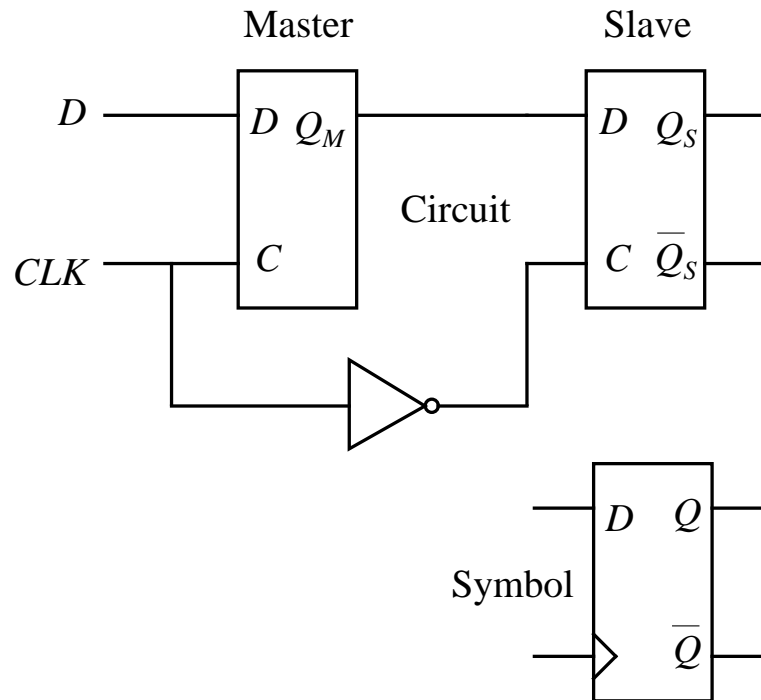 Master Slave
D D Q_M D Q_S
Circuit
CLK C C Q̅_S
D Q
Symbol
Q̅